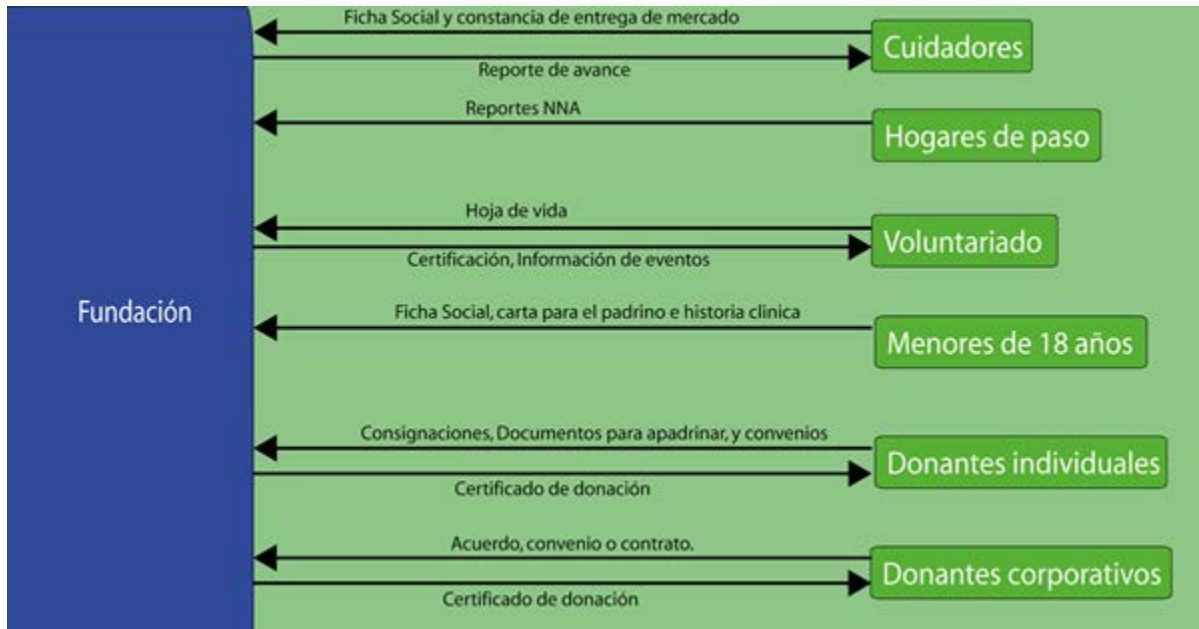 Ficha Social y constancia de entrega de mercado
Cuidadores
Reporte de avance
Reportes NNA
Hogares de paso
Hoja de vida
Voluntariado
Certificación, Información de eventos
Fundación
Ficha Social, carta para el padrino e historia clinica
Menores de 18 años
Consignaciones, Documentos para apadrinar, y convenios
Donantes individuales
Certificado de donación
Acuerdo, convenio o contrato.
Donantes corporativos
Certificado de donación